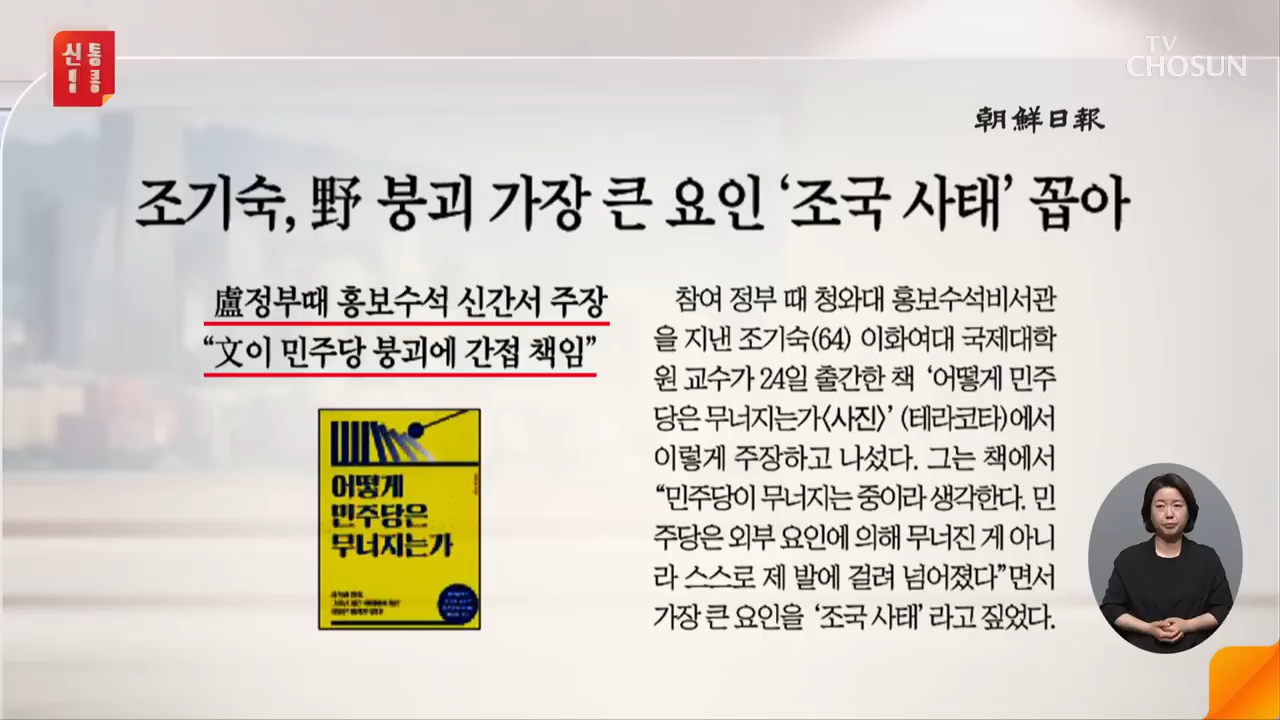 신통
방통
TV
CHOSUN
朝鮮日報
조기숙, 野 붕괴 가장 큰 요인 ‘조국 사태’ 꼽아
盧정부때 홍보수석 신간서 주장
“文이 민주당 붕괴에 간접 책임”
어떻게
민주당은
무너지는가
참여 정부 때 청와대 홍보수석비서관
을 지낸 조기숙(64) 이화여대 국제대학
원 교수가 24일 출간한 책 ‘어떻게 민주
당은 무너지는가〈사진〉’ (테라코타)에서
이렇게 주장하고 나섰다. 그는 책에서
“민주당이 무너지는 중이라 생각한다. 민
주당은 외부 요인에 의해 무너진 게 아니
라 스스로 제 발에 걸려 넘어졌다”면서
가장 큰 요인을 ‘조국 사태’라고 짚었다.